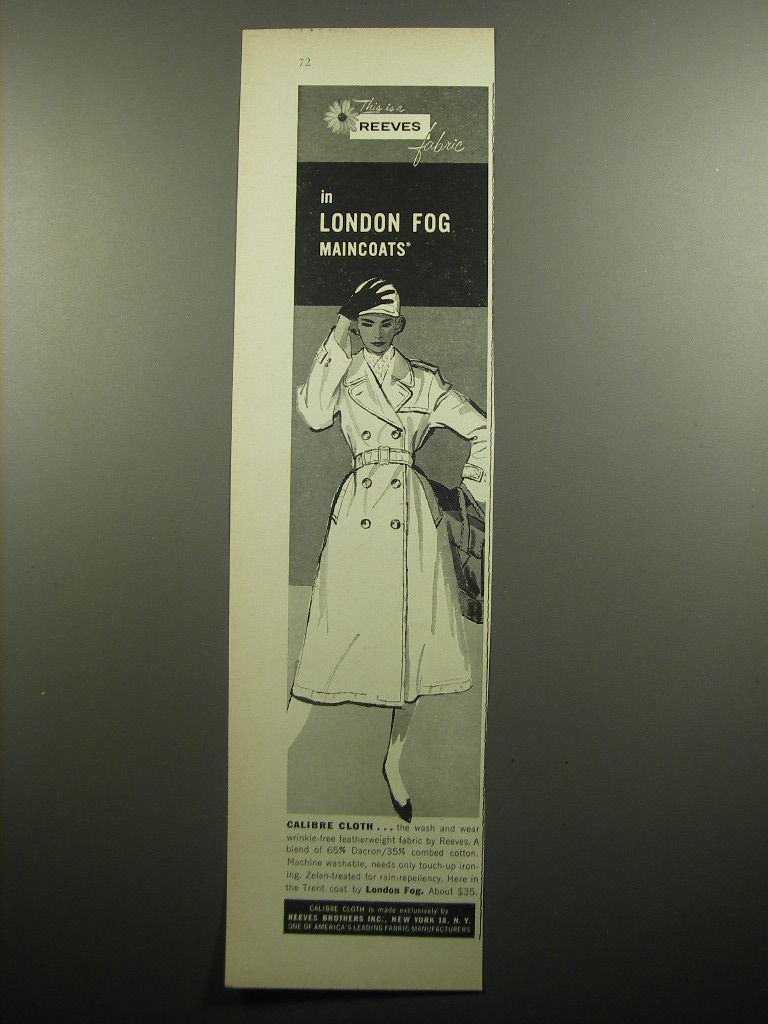 72
This is a
REEVES
fabric
in
LONDON FOG
MAINCOATS®
CALIBRE CLOTH... the wash and wear
wrinkle-free featherweight fabric by Reeves. A
blend of 65% Dacron/35% combed cotton.
Machine washable, needs only touch-up iron-
ing. Zelan-treated for rain-repellency. Here in
the Trent coat by London Fog. About $35.
CALIBRE CLOTH is made exclusively by
REEVES BROTHERS INC., NEW YORK 18, N. Y.
ONE OF AMERICA'S LEADING FABRIC MANUFACTURERS